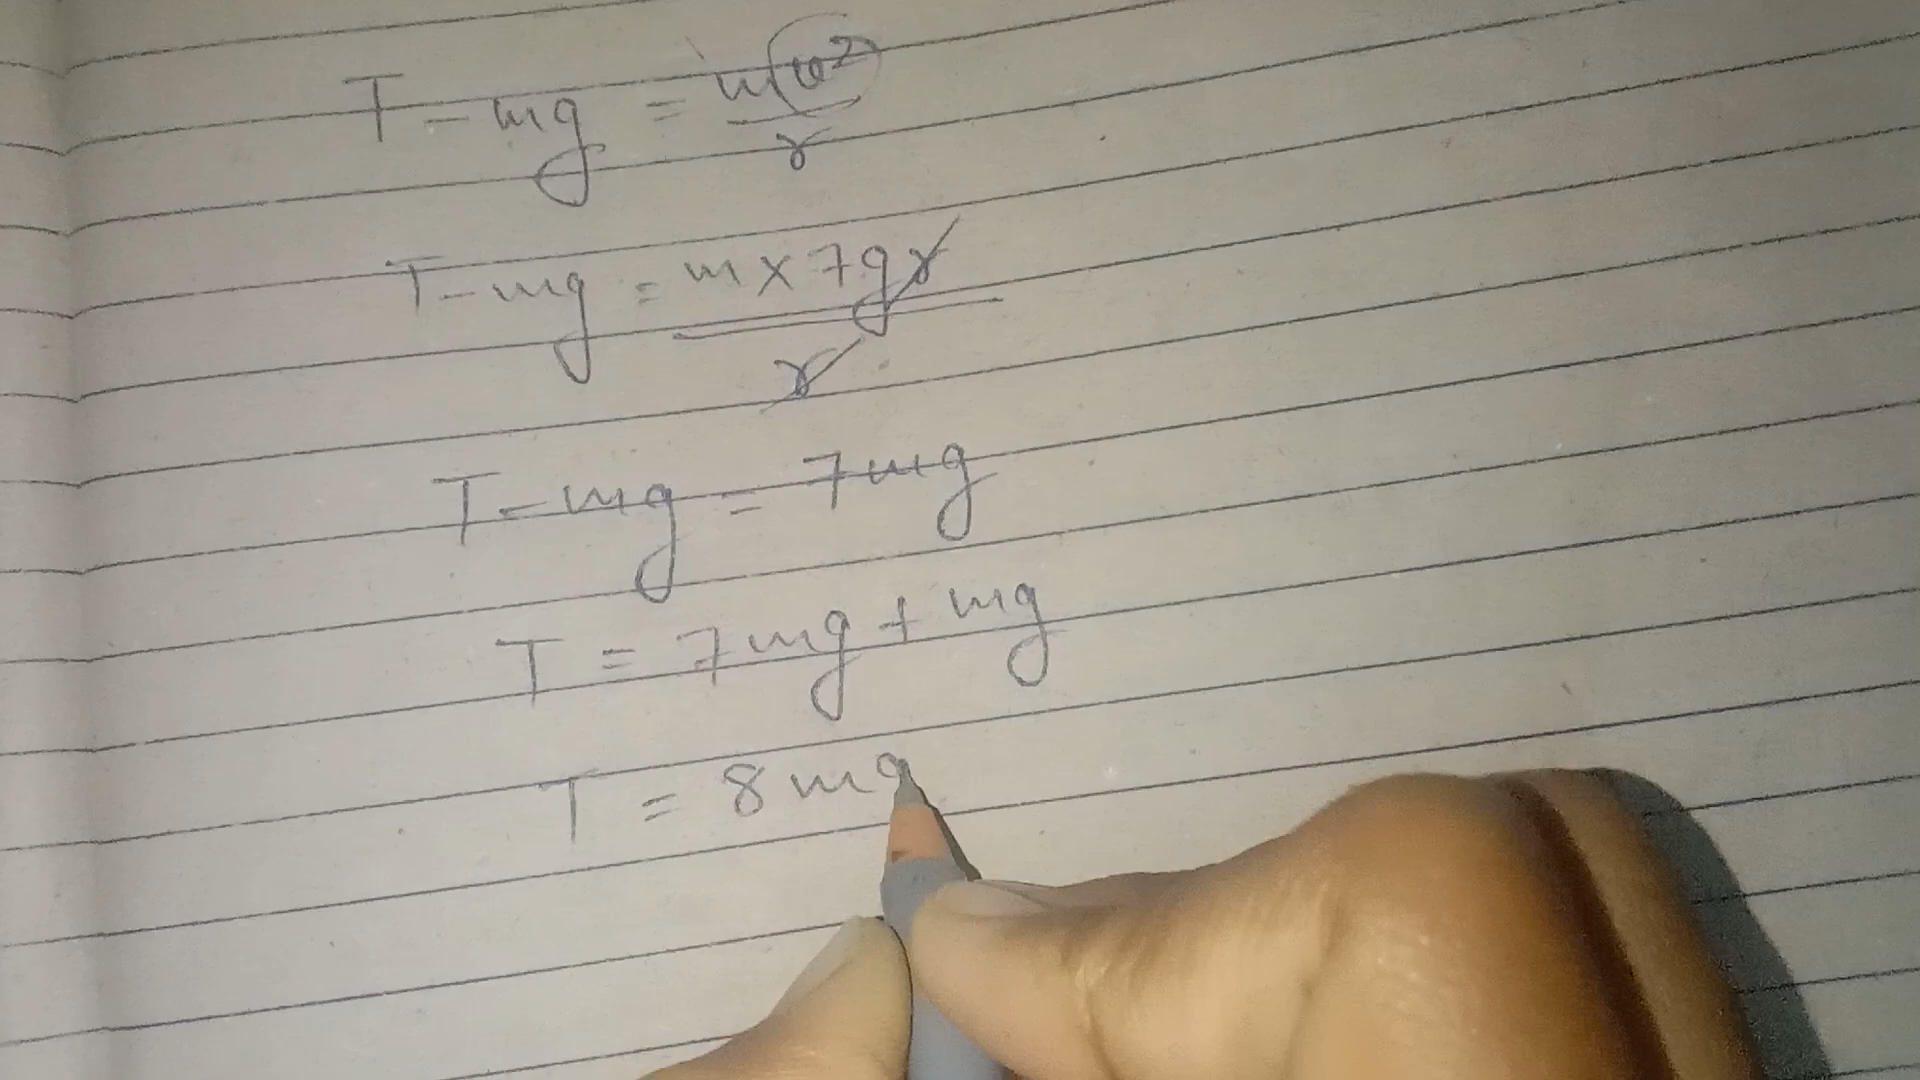 T - mg = mv²/r
T - mg = m x 7gr/r
T - mg = 7mg
T = 7mg + mg
T = 8mg